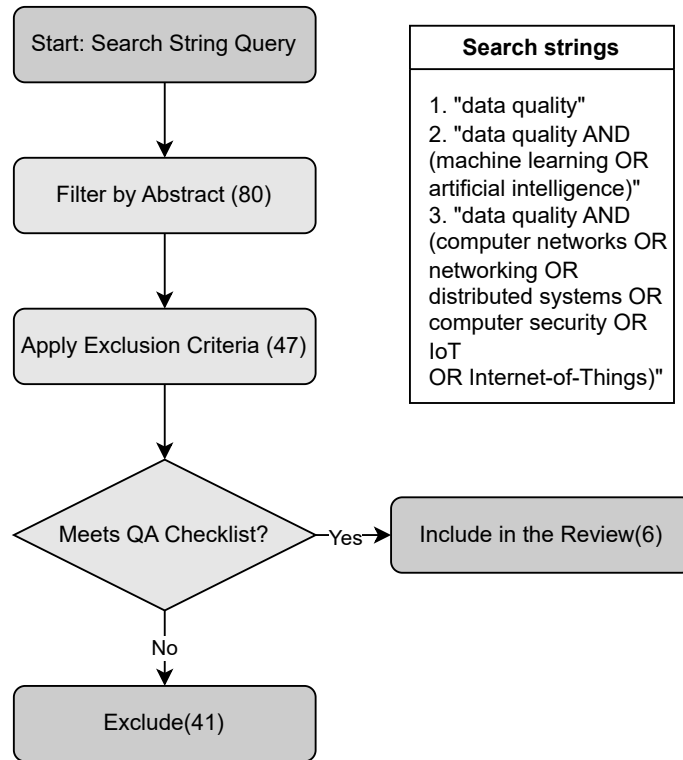 Start: Search String Query
Filter by Abstract (80)
Apply Exclusion Criteria (47)
Meets QA Checklist?
Yes
Include in the Review(6)
No
Exclude(41)
Search strings
1. "data quality"
2. "data quality AND
(machine learning OR
artificial intelligence)"
3. "data quality AND
(computer networks OR
networking OR
distributed systems OR
computer security OR
IoT
OR Internet-of-Things)"